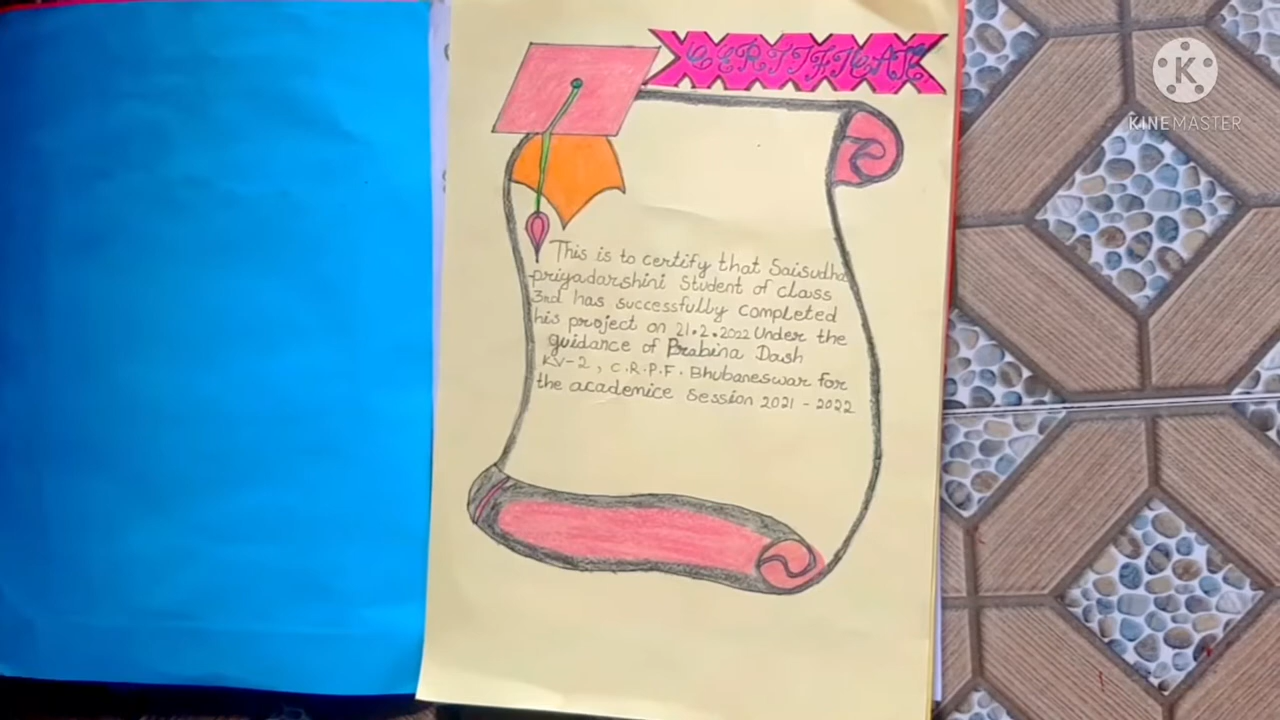 CERTIFICATE
This is to certify that Saisudha
priyadarshini Student of class
3nd has successfully completed
his project on 21.2.2022 Under the
guidance of Prabina Dash
KV-2, C.R.P.F. Bhubaneswar for
the academice session 2021 - 2022
K
KINEMASTER